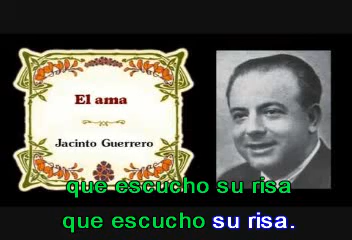 El ama
Jacinto Guerrero
que escucho su risa
que escucho su risa.